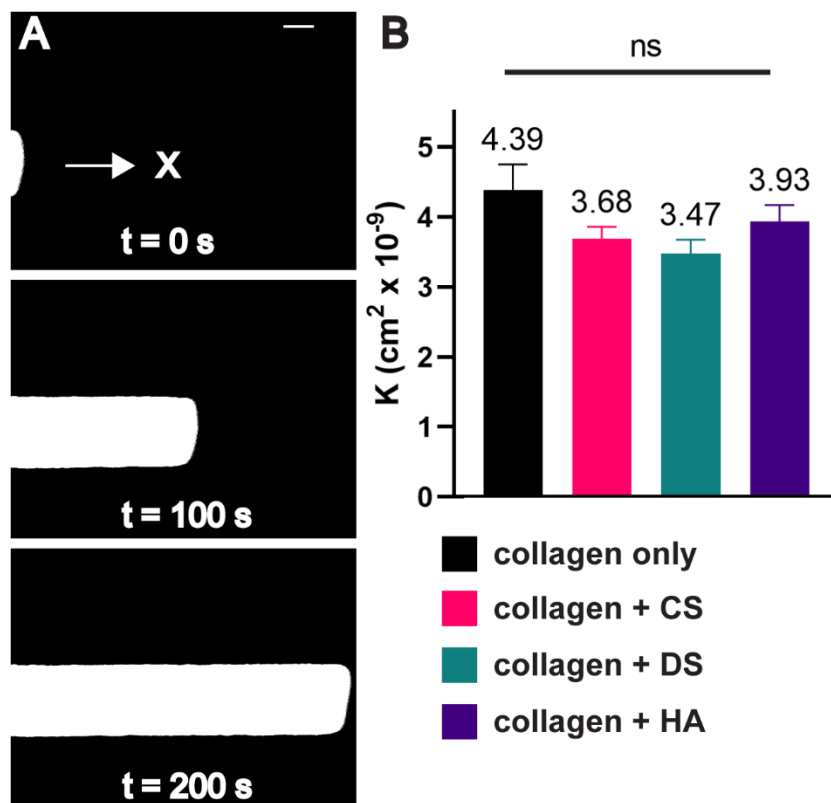 A
X
t = 0 s
t = 100 s
t = 200 s
B
ns
K (cm² x 10⁻⁹)
5
4
3
2
1
0
4.39
3.68
3.47
3.93
collagen only
collagen + CS
collagen + DS
collagen + HA